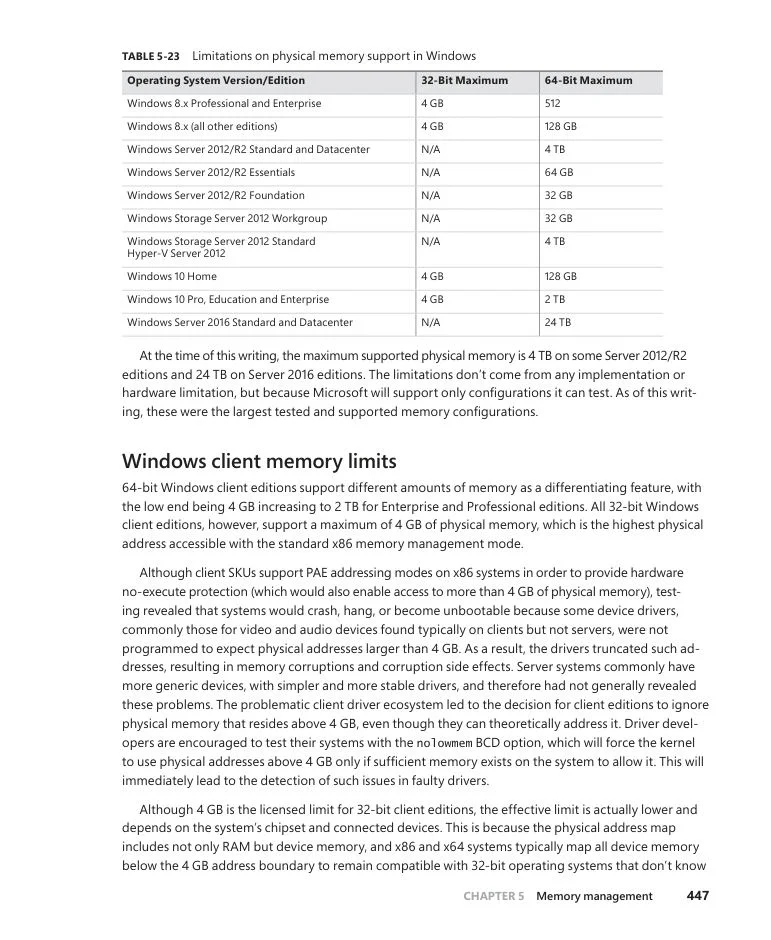 TABLE 5-23 Limitations on physical memory support in Windows
Operating System Version/Edition 32-Bit Maximum 64-Bit Maximum
Windows 8.x Professional and Enterprise 4 GB 512
Windows 8.x (all other editions) 4 GB 128 GB
Windows Server 2012/R2 Standard and Datacenter N/A 4 TB
Windows Server 2012/R2 Essentials N/A 64 GB
Windows Server 2012/R2 Foundation N/A 32 GB
Windows Storage Server 2012 Workgroup N/A 32 GB
Windows Storage Server 2012 Standard N/A 4 TB
Hyper-V Server 2012
Windows 10 Home 4 GB 128 GB
Windows 10 Pro, Education and Enterprise 4 GB 2 TB
Windows Server 2016 Standard and Datacenter N/A 24 TB
At the time of this writing, the maximum supported physical memory is 4 TB on some Server 2012/R2
editions and 24 TB on Server 2016 editions. The limitations don’t come from any implementation or
hardware limitation, but because Microsoft will support only configurations it can test. As of this writ-
ing, these were the largest tested and supported memory configurations.
Windows client memory limits
64-bit Windows client editions support different amounts of memory as a differentiating feature, with
the low end being 4 GB increasing to 2 TB for Enterprise and Professional editions. All 32-bit Windows
client editions, however, support a maximum of 4 GB of physical memory, which is the highest physical
address accessible with the standard x86 memory management mode.
Although client SKUs support PAE addressing modes on x86 systems in order to provide hardware
no-execute protection (which would also enable access to more than 4 GB of physical memory), test-
ing revealed that systems would crash, hang, or become unbootable because some device drivers,
commonly those for video and audio devices found typically on clients but not servers, were not
programmed to expect physical addresses larger than 4 GB. As a result, the drivers truncated such ad-
dresses, resulting in memory corruptions and corruption side effects. Server systems commonly have
more generic devices, with simpler and more stable drivers, and therefore had not generally revealed
these problems. The problematic client driver ecosystem led to the decision for client editions to ignore
physical memory that resides above 4 GB, even though they can theoretically address it. Driver devel-
opers are encouraged to test their systems with the nolowmem BCD option, which will force the kernel
to use physical addresses above 4 GB only if sufficient memory exists on the system to allow it. This will
immediately lead to the detection of such issues in faulty drivers.
Although 4 GB is the licensed limit for 32-bit client editions, the effective limit is actually lower and
depends on the system’s chipset and connected devices. This is because the physical address map
includes not only RAM but device memory, and x86 and x64 systems typically map all device memory
below the 4 GB address boundary to remain compatible with 32-bit operating systems that don’t know
CHAPTER 5 Memory management 447